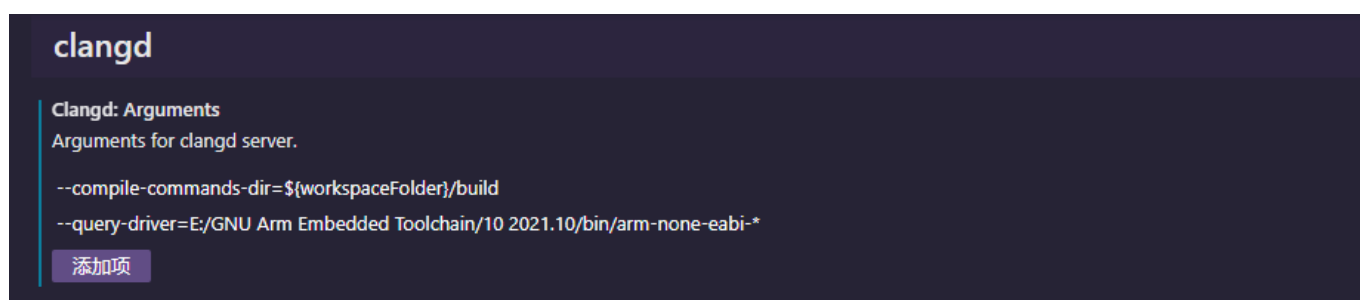 clangd
Clangd: Arguments
Arguments for clangd server.
--compile-commands-dir=${workspaceFolder}/build
--query-driver=E:/GNU Arm Embedded Toolchain/10 2021.10/bin/arm-none-eabi-*
添加项